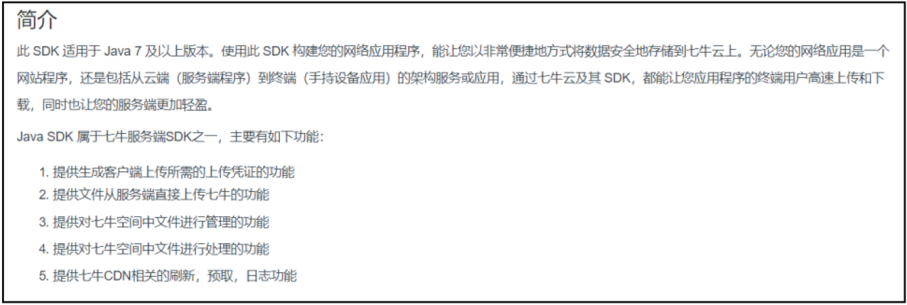 简介
此 SDK 适用于 Java 7 及以上版本。使用此 SDK 构建您的网络应用程序，能让您以非常便捷地方式将数据安全地存储到七牛云上。无论您的网络应用是一个
网站程序，还是包括从云端（服务端程序）到终端（手持设备应用）的架构服务或应用，通过七牛云及其 SDK，都能让您应用程序的终端用户高速上传和下
载，同时也让您的服务端更加轻盈。
Java SDK 属于七牛服务端SDK之一，主要有如下功能：
1. 提供生成客户端上传所需的上传凭证的功能
2. 提供文件从服务端直接上传七牛的功能
3. 提供对七牛空间中文件进行管理的功能
4. 提供对七牛空间中文件进行处理的功能
5. 提供七牛CDN相关的刷新，预取，日志功能